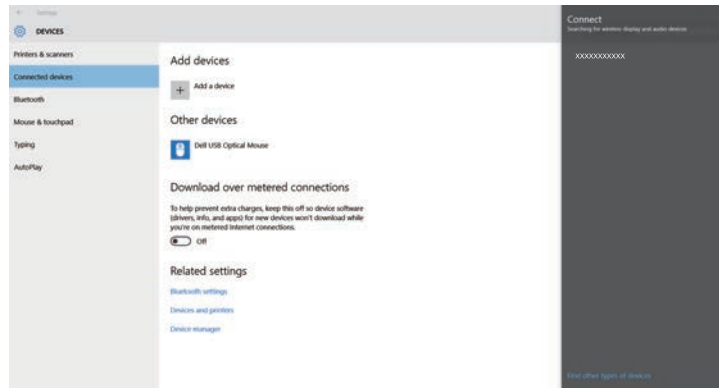 Settings
DEVICES
Printers & scanners
Connected devices
Bluetooth
Mouse & touchpad
Typing
AutoPlay
Add devices
Add a device
Other devices
Dell USB Optical Mouse
Download over metered connections
To help prevent extra charges, keep this off so device software
(drivers, info, and apps) for new devices won't download while
you're on metered Internet connections.
Off
Related settings
Bluetooth settings
Devices and printers
Device manager
Connect
Searching for wireless display and audio devices
XXXXXXXXXXX
Find other types of devices